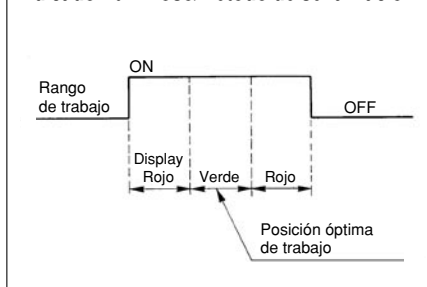 ON
Rango
de trabajo
OFF
Display
Rojo
Verde
Rojo
Posición óptima
de trabajo